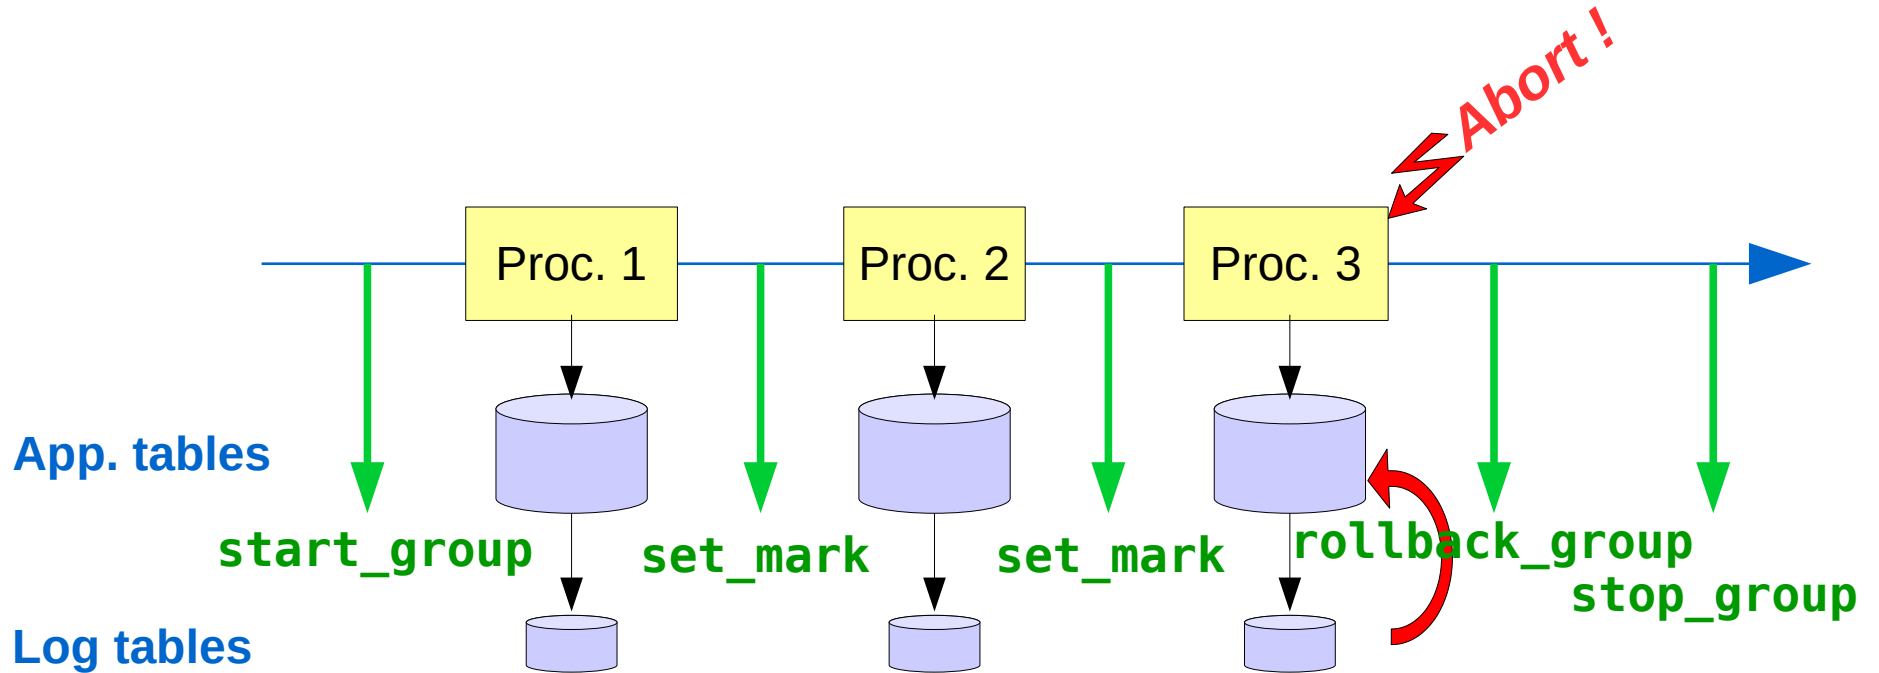 Abort !
Proc. 1
Proc. 2
Proc. 3
App. tables
start_group
set_mark
set_mark
rollback_group
stop_group
Log tables